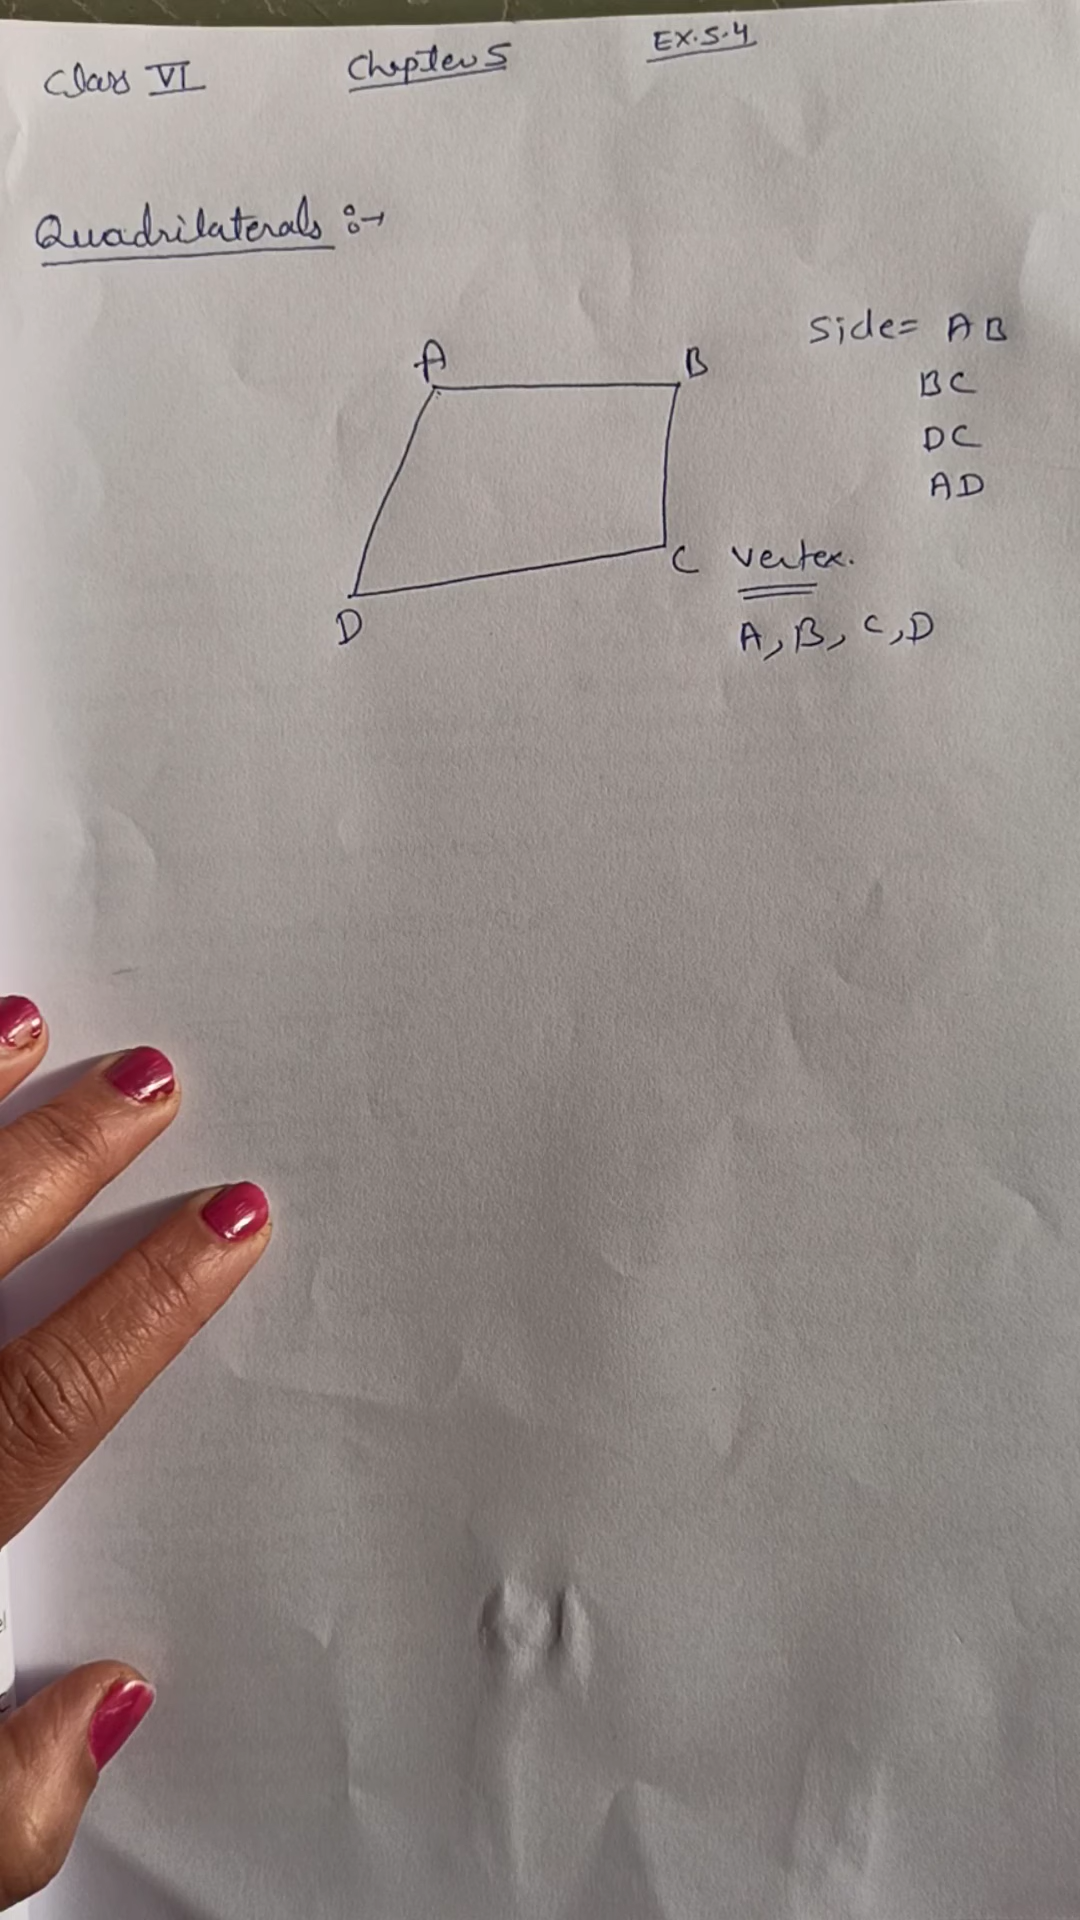 Class VI Chapter 5 EX.5.4
Quadrilaterals :→
A B
Side= AB
BC
DC
AD
C
D
Vertex.
A, B, C, D